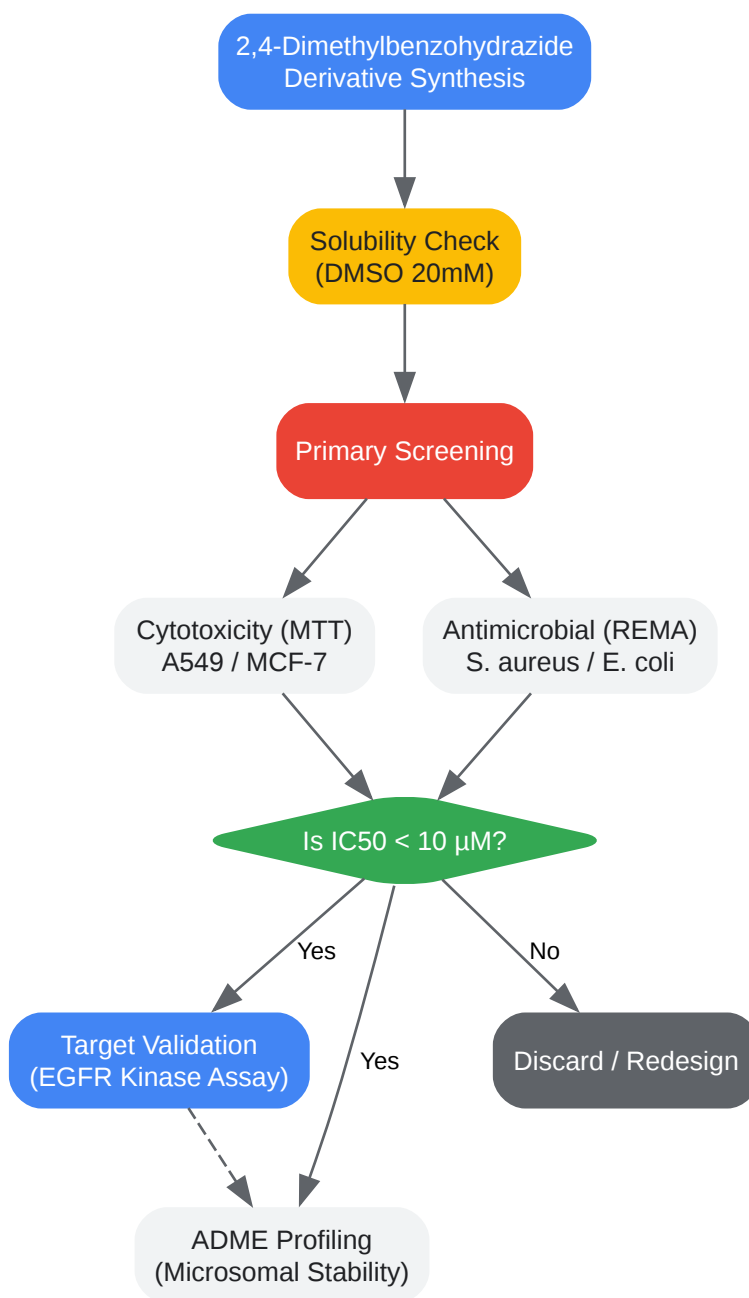 2,4-Dimethylbenzohydrazide
Derivative Synthesis
Solubility Check
(DMSO 20mM)
Primary Screening
Cytotoxicity (MTT)
A549 / MCF-7
Antimicrobial (REMA)
S. aureus / E. coli
Is IC50 < 10 µM?
Yes
No
Target Validation
(EGFR Kinase Assay)
Yes
Discard / Redesign
ADME Profiling
(Microsomal Stability)